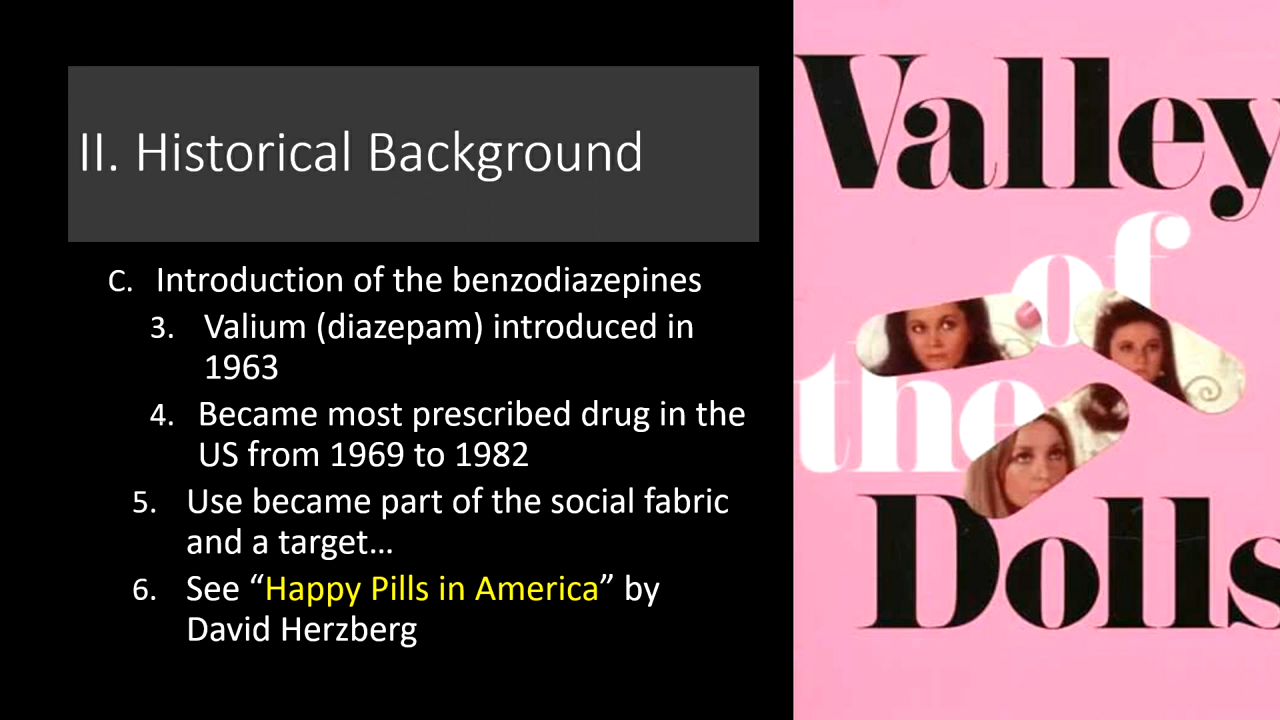 II. Historical Background
C. Introduction of the benzodiazepines
3. Valium (diazepam) introduced in
1963
4. Became most prescribed drug in the
US from 1969 to 1982
5. Use became part of the social fabric
and a target…
6. See “Happy Pills in America” by
David Herzberg
Valley
of
the
Dolls